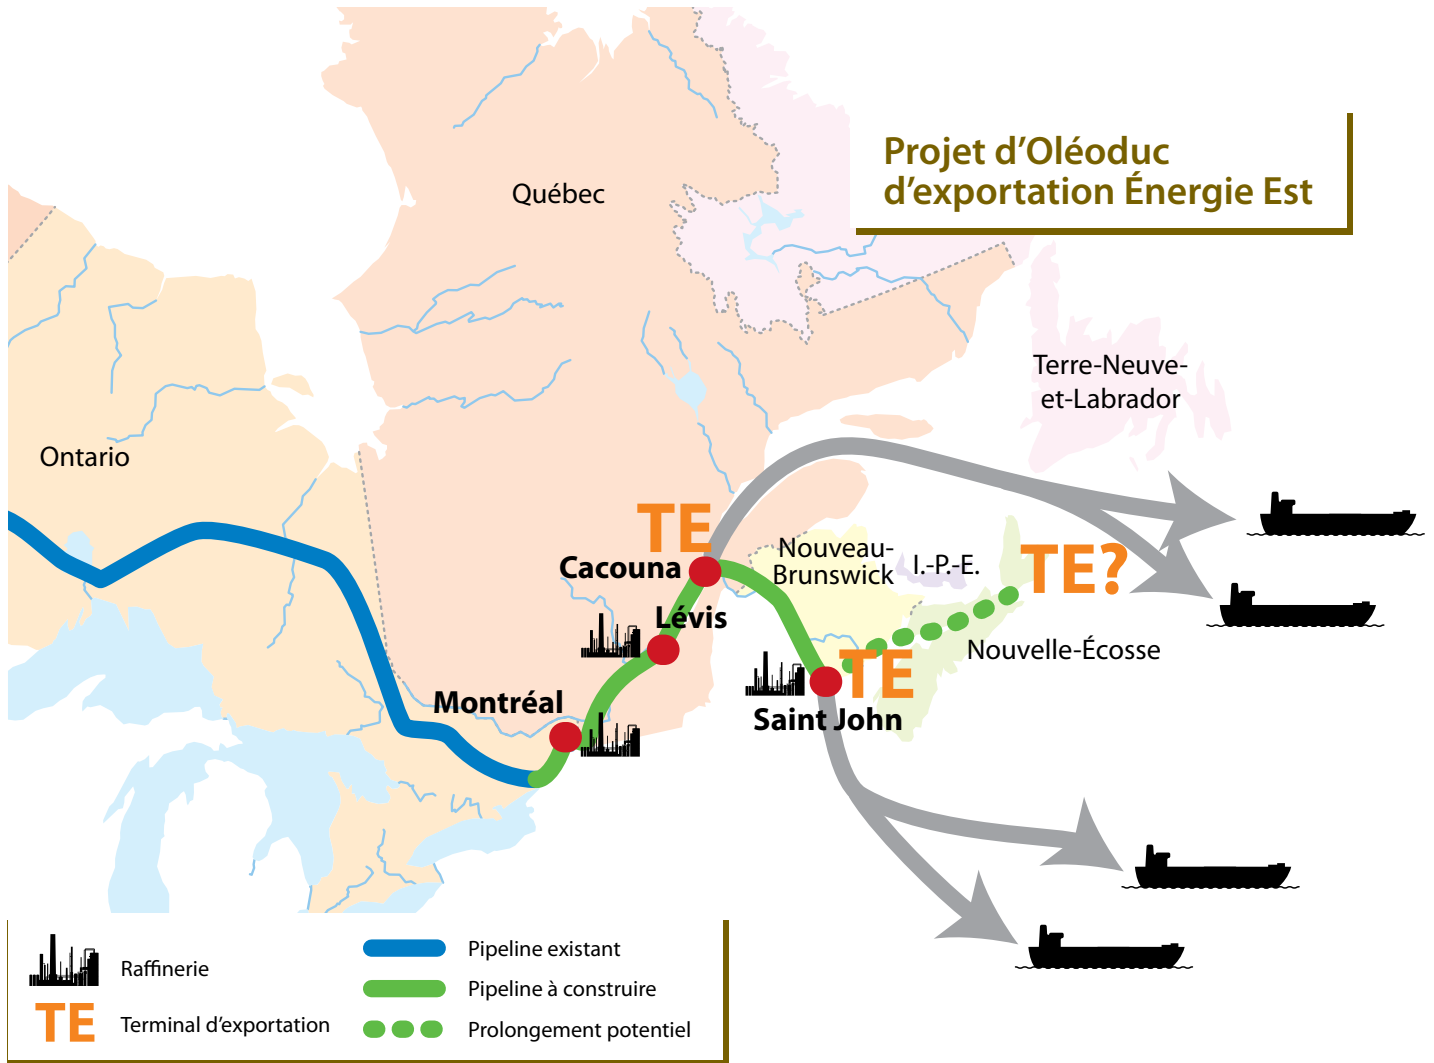 Projet d'Oléoduc
d'exportation Énergie Est
Québec
Terre-Neuve-
et-Labrador
Ontario
TE
Cacouna
Nouveau-
Brunswick
I.-P.-E.
TE?
Lévis
Nouvelle-Écosse
TE
Montréal
Saint John
Raffinerie
TE
Terminal d'exportation
Pipeline existant
Pipeline à construire
Prolongement potentiel